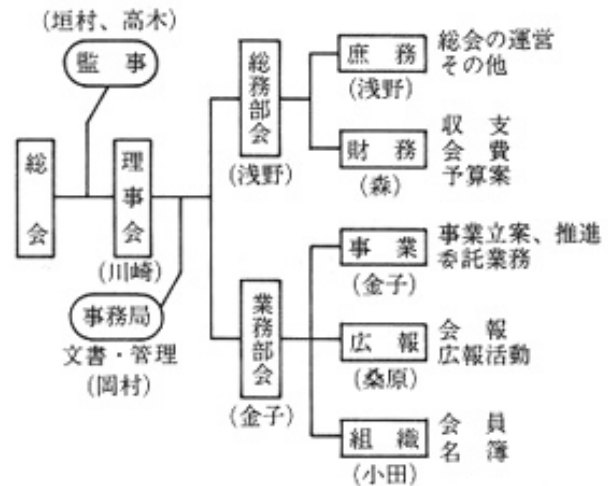 (垣村、高木)
監事
総会
理事会
(川崎)
事務局
文書・管理
(岡村)
総務部会
(浅野)
庶務
(浅野)
総会の運営
その他
財務
(森)
収支
会費
予算案
業務部会
(金子)
事業
(金子)
事業立案、推進
委託業務
広報
(桑原)
会報
広報活動
組織
(小田)
会員
名簿